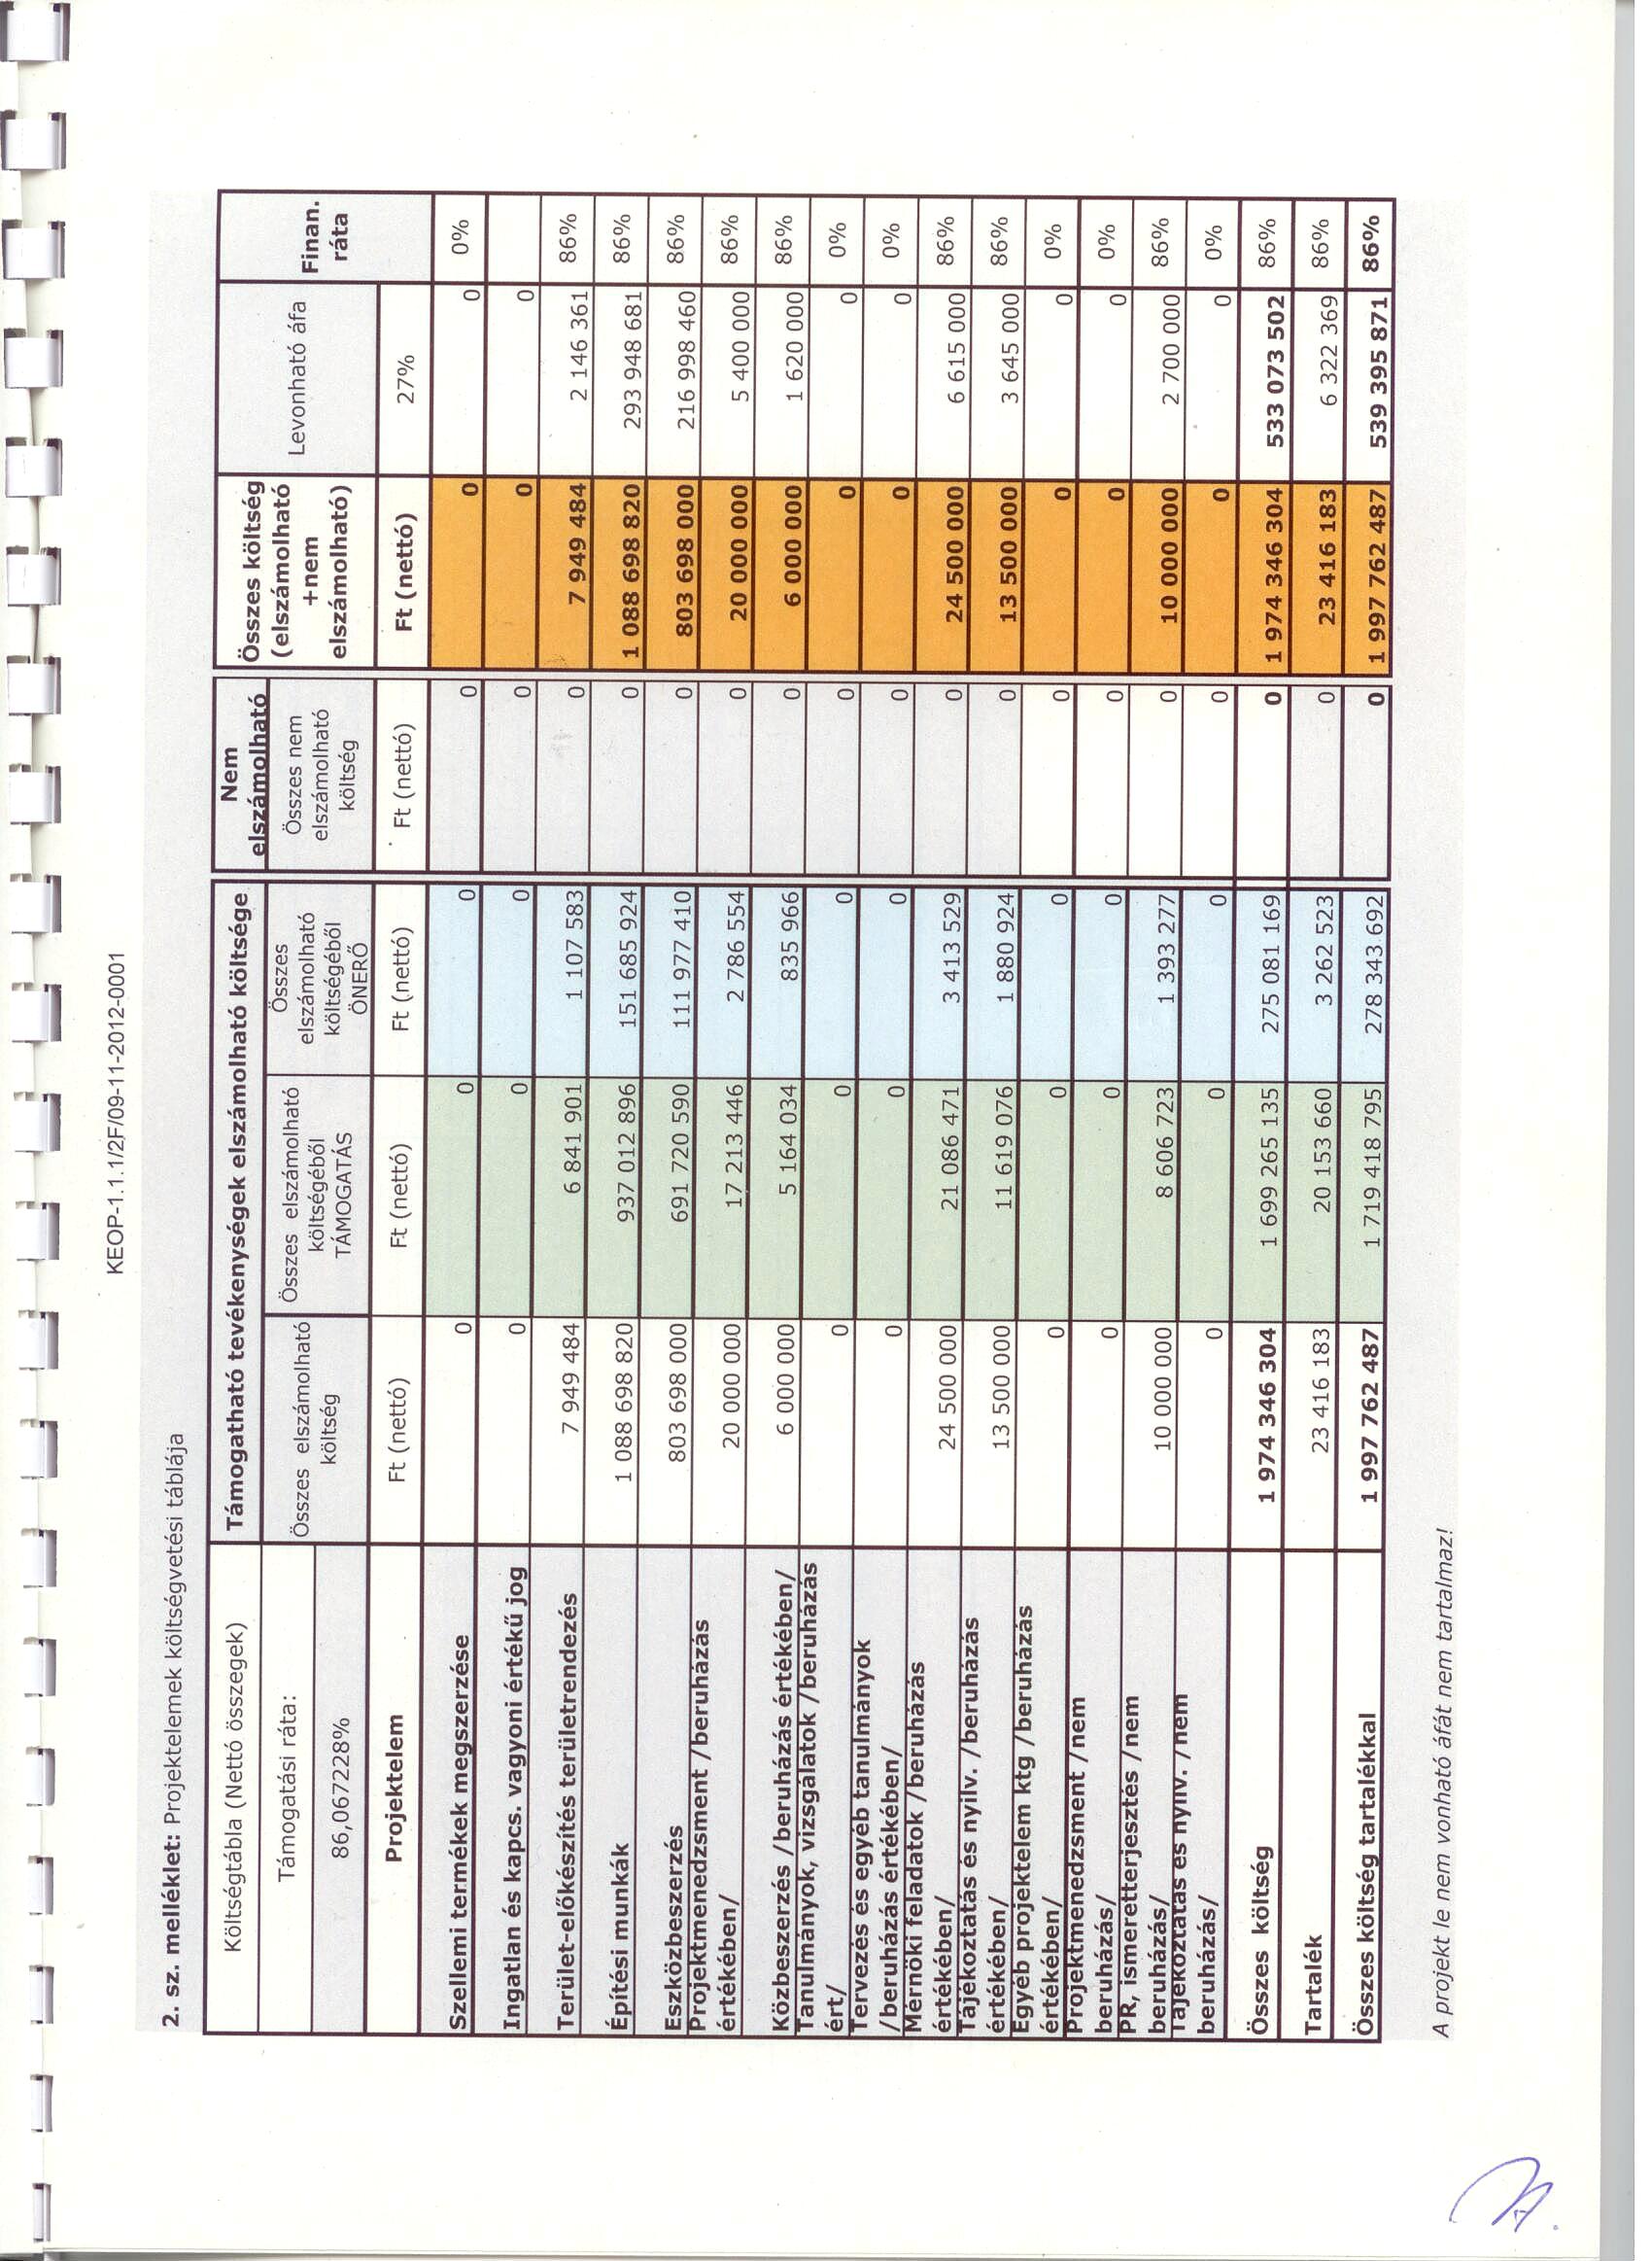 KEOP-1.1.1/2F/09-11-2012-0001
2. sz. melléklet: Projektelemek költségvetési táblája
Költségtábla (Nettó összegek) Támogatható tevékenységek elszámolható költsége Nem elszámolható Összes költség (elszámolható +nem elszámolható) Levonható áfa Finan. ráta
Támogatási ráta: Összes elszámolható költség Összes elszámolható költségéből TÁMOGATÁS Összes elszámolható költségéből ÖNERŐ Összes nem elszámolható költség
86,067228%
Projektelem Ft (nettó) Ft (nettó) Ft (nettó) Ft (nettó) Ft (nettó) 27%
Szellemi termékek megszerzése 0 0 0 0 0 0 0%
Ingatlan és kapcs. vagyoni értékű jog 0 0 0 0 0 0
Terület-előkészítés területrendezés 7 949 484 6 841 901 1 107 583 0 7 949 484 2 146 361 86%
Építési munkák 1 088 698 820 937 012 896 151 685 924 0 1 088 698 820 293 948 681 86%
Eszközbeszerzés 803 698 000 691 720 590 111 977 410 0 803 698 000 216 998 460 86%
Projektmenedzsment /beruházás értékében/ 20 000 000 17 213 446 2 786 554 0 20 000 000 5 400 000 86%
Közbeszerzés /beruházás értékében/ 6 000 000 5 164 034 835 966 0 6 000 000 1 620 000 86%
Tanulmányok, vizsgálatok /beruházás ért/ 0 0 0 0 0 0 0%
Tervezés és egyéb tanulmányok /beruházás értékében/ 0 0 0 0 0 0 0%
Mérnöki feladatok /beruházás értékében/ 24 500 000 21 086 471 3 413 529 0 24 500 000 6 615 000 86%
Tájékoztatás és nyilv. /beruházás értékében/ 13 500 000 11 619 076 1 880 924 0 13 500 000 3 645 000 86%
Egyéb projektelem ktg /beruházás értékében/ 0 0 0 0 0 0 0%
Projektmenedzsment /nem beruházás/ 0 0 0 0 0 0 0%
PR, ismeretterjesztés /nem beruházás/ 10 000 000 8 606 723 1 393 277 0 10 000 000 2 700 000 86%
Tájékoztatás és nyilv. /nem beruházás/ 0 0 0 0 0 0 0%
Összes költség 1 974 346 304 1 699 265 135 275 081 169 0 1 974 346 304 533 073 502 86%
Tartalék 23 416 183 20 153 660 3 262 523 0 23 416 183 6 322 369 86%
Összes költség tartalékkal 1 997 762 487 1 719 418 795 278 343 692 0 1 997 762 487 539 395 871 86%
A projekt le nem vonható áfát nem tartalmaz!